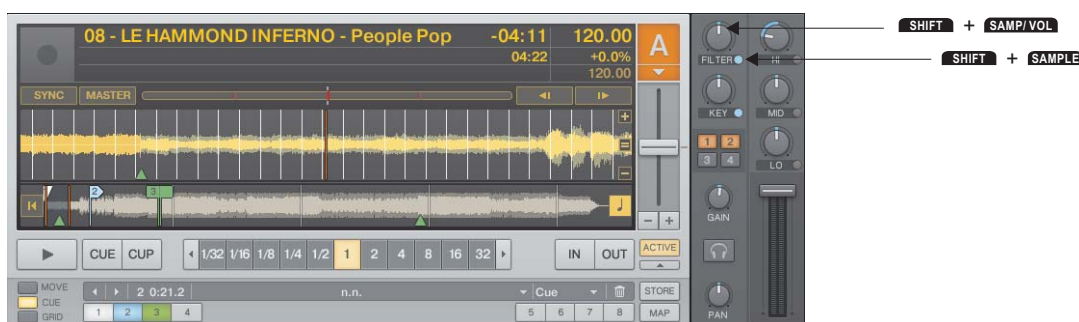 08 - LE HAMMOND INFERNO - People Pop -04:11 120.00
04:22 +0.0%
120.00
A
SYNC MASTER
2 3
- +
CUE CUP 1/32 1/16 1/8 1/4 1/2 1 2 4 8 16 32 IN OUT ACTIVE
MOVE
CUE
GRID
2 0:21.2 n.n. Cue STORE
1 2 3 4 5 6 7 8 MAP
FILTER HI
KEY MID
1 2
3 4
LO
GAIN
PAN
SHIFT + SAMP/VOL
SHIFT + SAMPLE